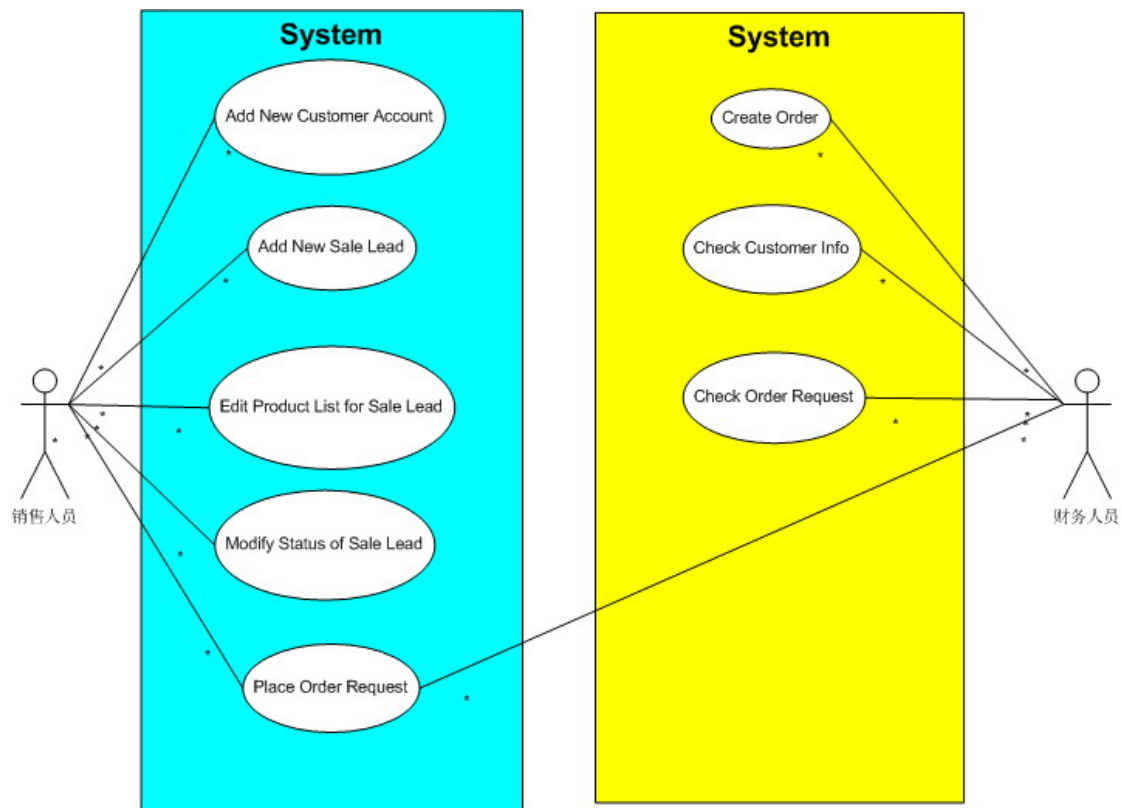 System
Add New Customer Account
*
Add New Sale Lead
*
*
Edit Product List for Sale Lead
*
*
*
*
*
销售人员
Modify Status of Sale Lead
*
*
Place Order Request
*
System
Create Order
*
Check Customer Info
*
*
Check Order Request
*
*
*
*
财务人员